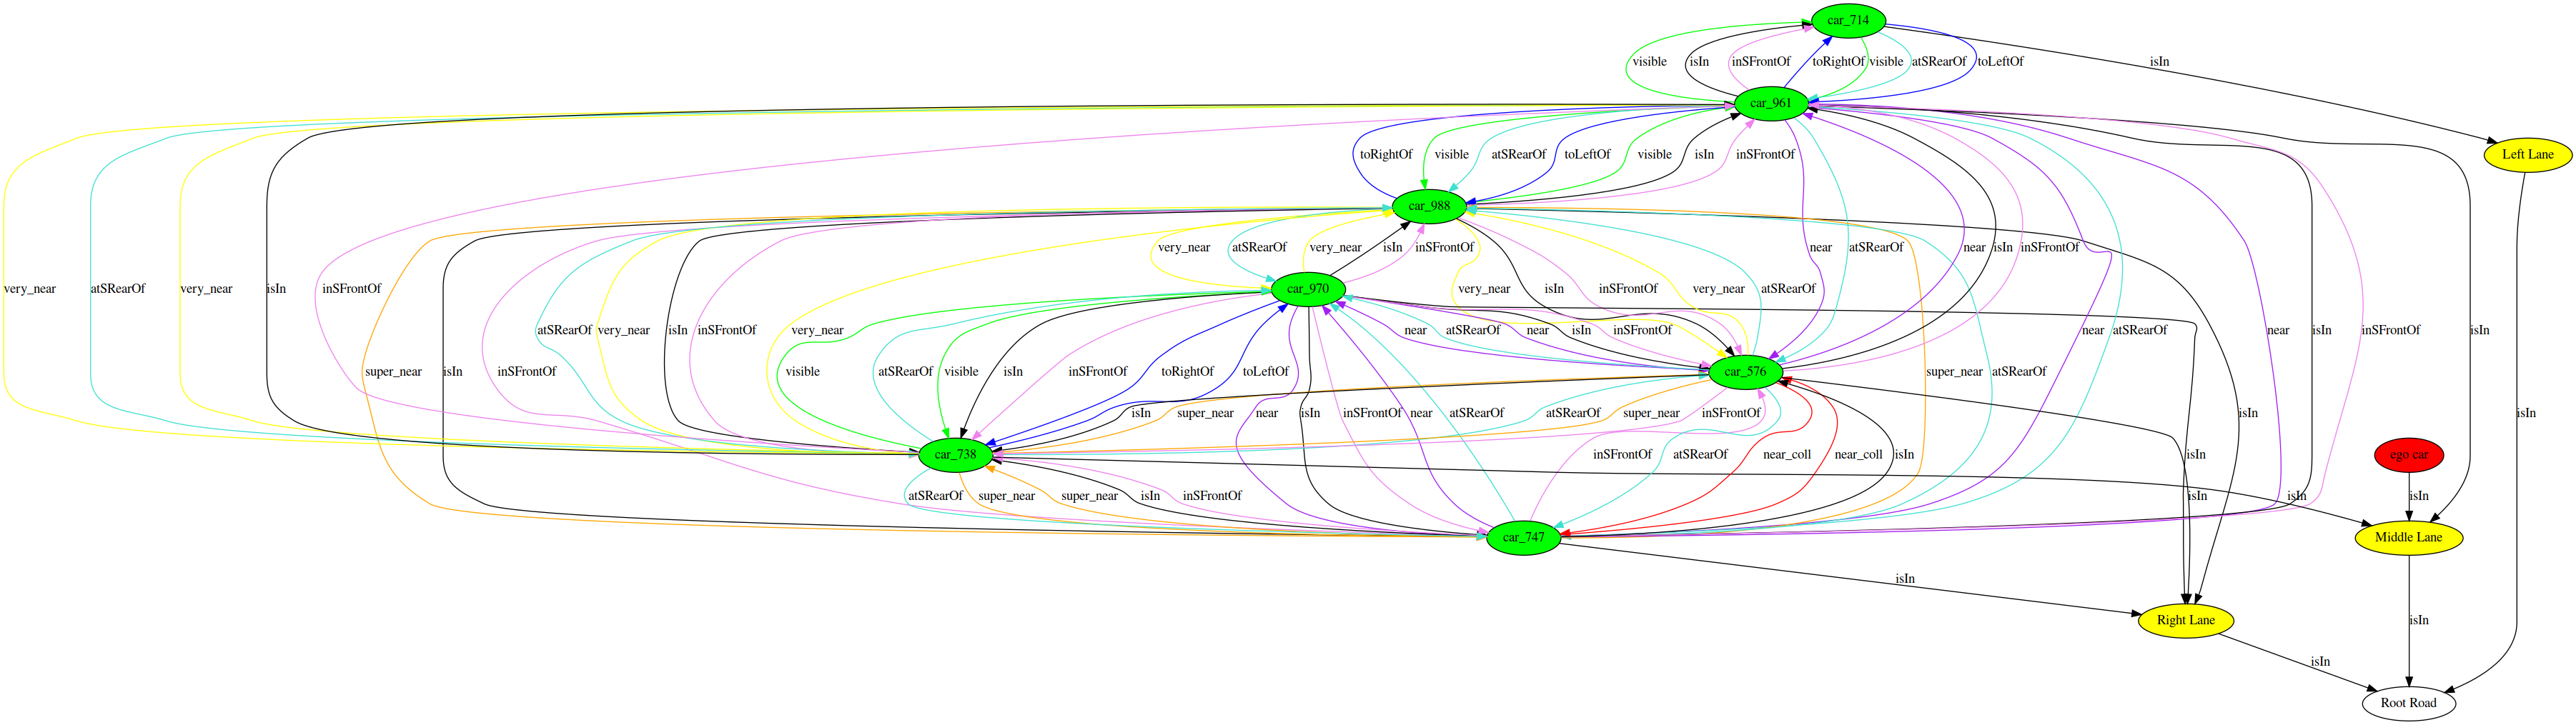 car_714
visible
isIn
inSFrontOf
toRightOf
visible
atSRearOf
toLeftOf
isIn
car_961
toRightOf
visible
atSRearOf
toLeftOf
visible
isIn
inSFrontOf
Left Lane
car_988
very_near
atSRearOf
very_near
isIn
inSFrontOf
near
atSRearOf
near
isIn
inSFrontOf
very_near
atSRearOf
very_near
isIn
inSFrontOf
car_970
very_near
isIn
inSFrontOf
very_near
atSRearOf
atSRearOf
very_near
isIn
inSFrontOf
very_near
near
atSRearOf
near
isIn
inSFrontOf
near
atSRearOf
near
isIn
inSFrontOf
isIn
super_near
isIn
inSFrontOf
visible
atSRearOf
visible
isIn
inSFrontOf
toRightOf
toLeftOf
car_576
super_near
atSRearOf
isIn
super_near
atSRearOf
super_near
inSFrontOf
near
isIn
inSFrontOf
near
atSRearOf
isIn
isIn
car_738
inSFrontOf
atSRearOf
near_coll
near_coll
isIn
isIn
ego car
atSRearOf
super_near
super_near
isIn
inSFrontOf
isIn
isIn
isIn
car_747
Middle Lane
isIn
Right Lane
isIn
isIn
Root Road